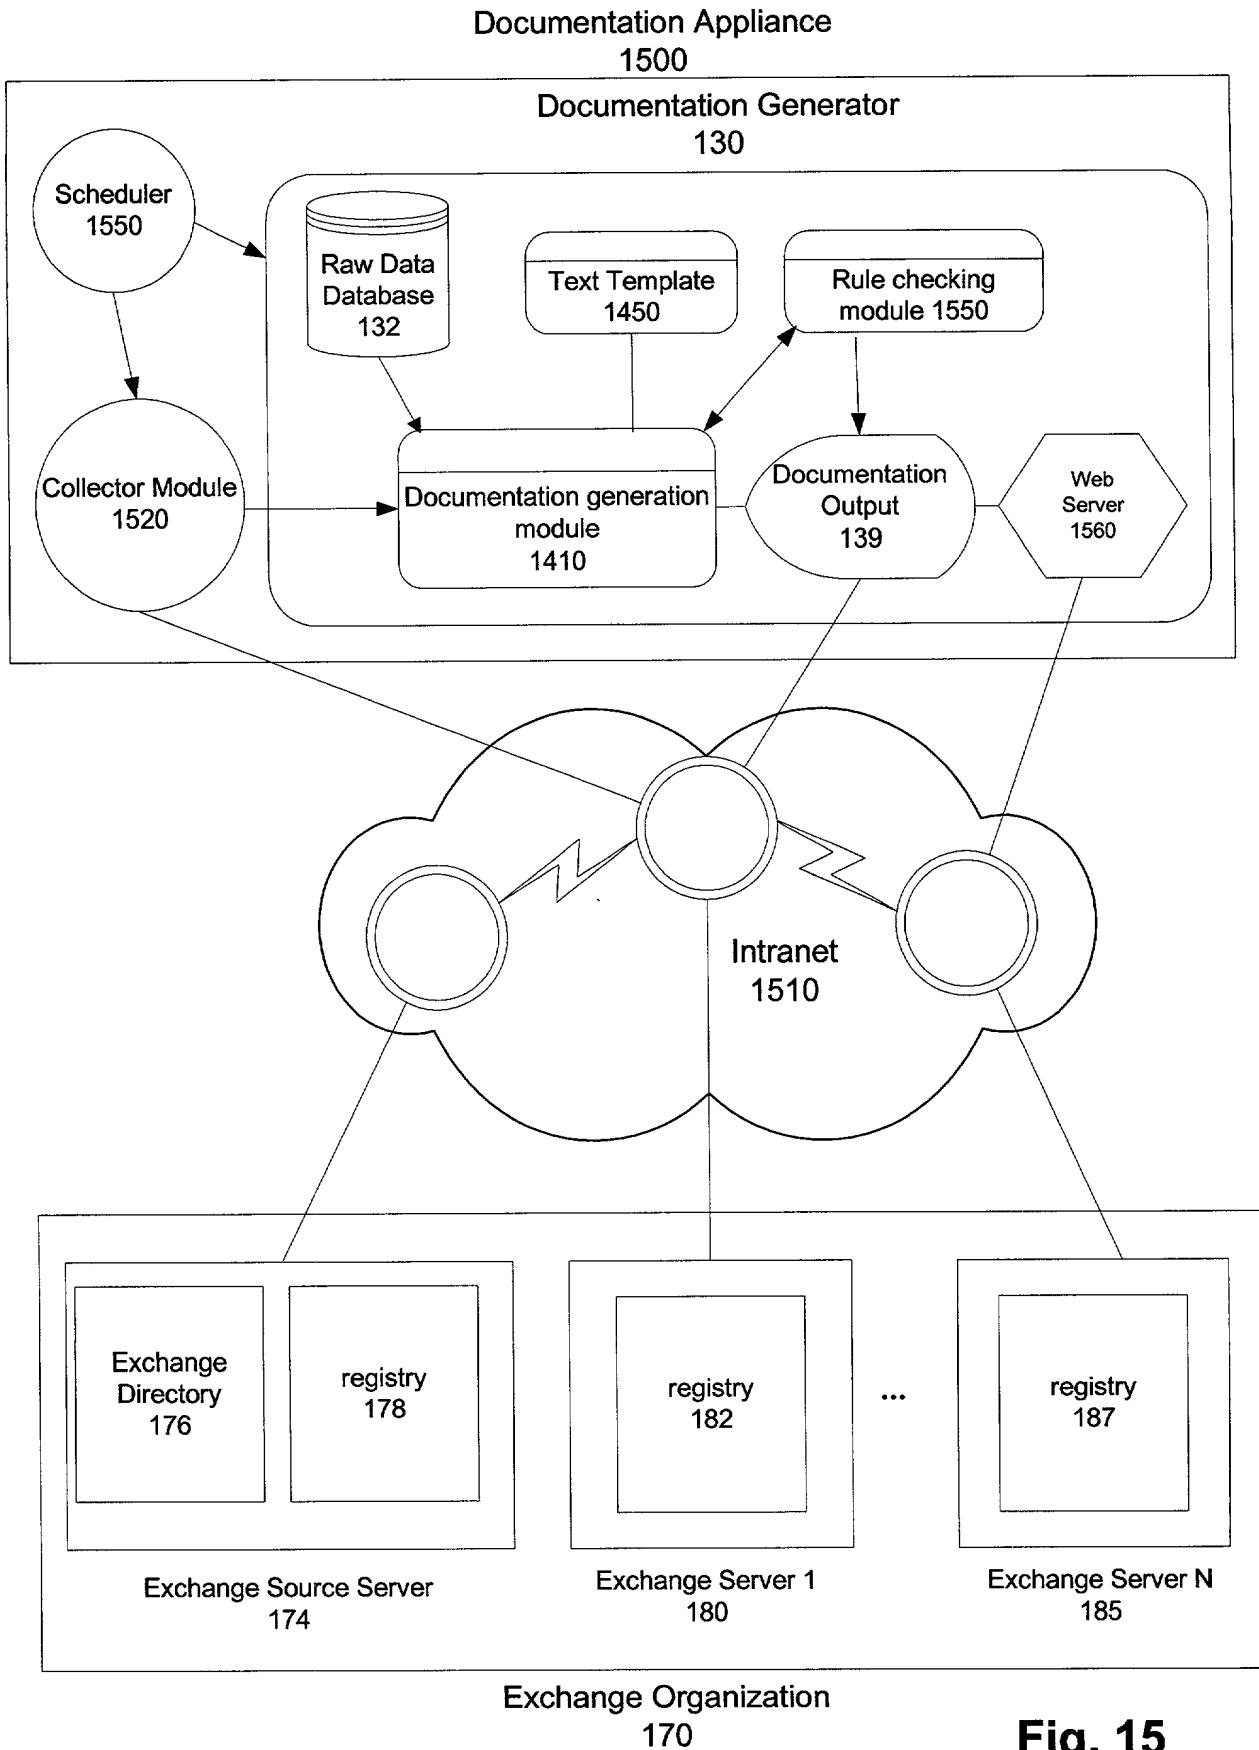 Documentation Appliance
1500
Documentation Generator
130
Scheduler
1550
Raw Data
Database
132
Text Template
1450
Rule checking
module 1550
Collector Module
1520
Documentation generation
module
1410
Documentation
Output
139
Web
Server
1560
Intranet
1510
Exchange
Directory
176
registry
178
registry
182
...
registry
187
Exchange Source Server
174
Exchange Server 1
180
Exchange Server N
185
Exchange Organization
170
Fig. 15